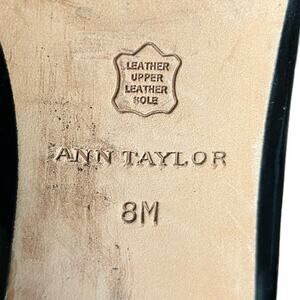 LEATHER
UPPER
LEATHER
SOLE
ANN TAYLOR
8M